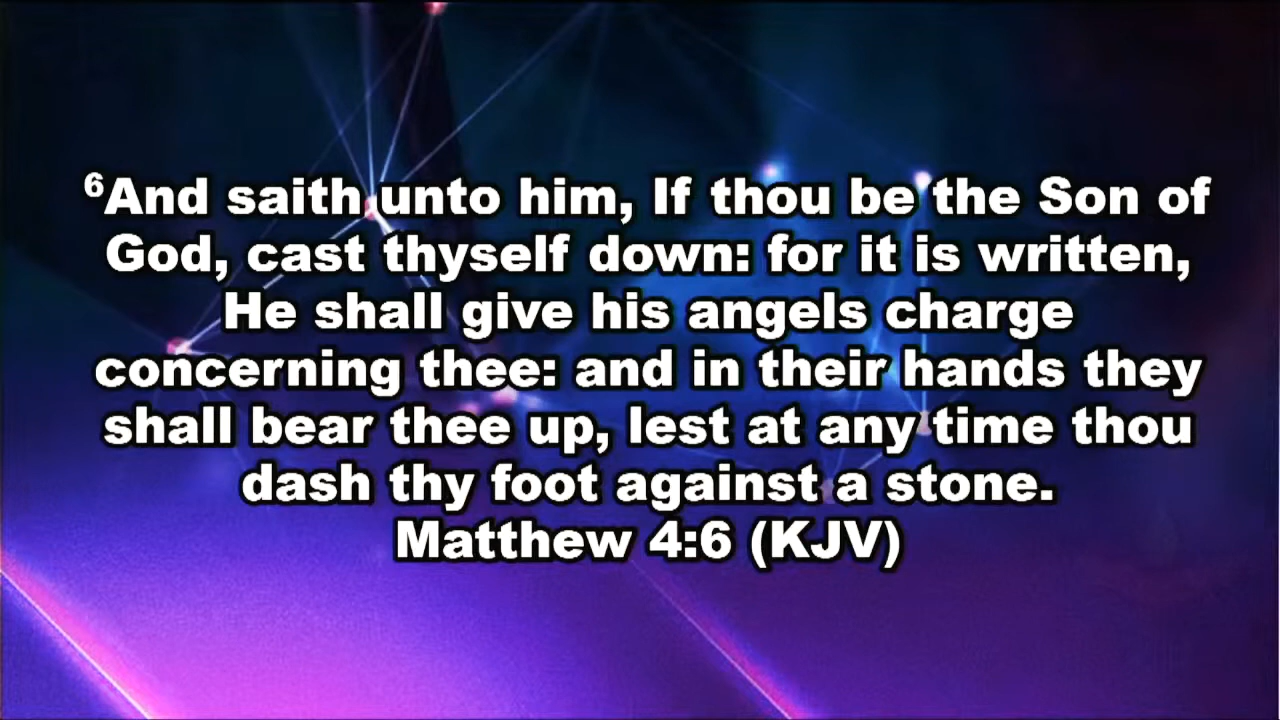 ⁶And saith unto him, If thou be the Son of
God, cast thyself down: for it is written,
He shall give his angels charge
concerning thee: and in their hands they
shall bear thee up, lest at any time thou
dash thy foot against a stone.
Matthew 4:6 (KJV)